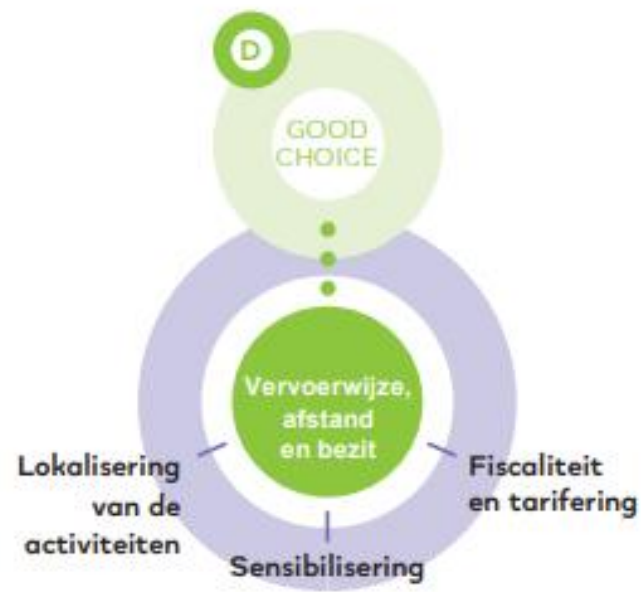 D
GOOD
CHOICE
Vervoerwijze,
afstand
en bezit
Lokalisering
van de
activiteiten
Fiscaliteit
en tarifering
Sensibilisering